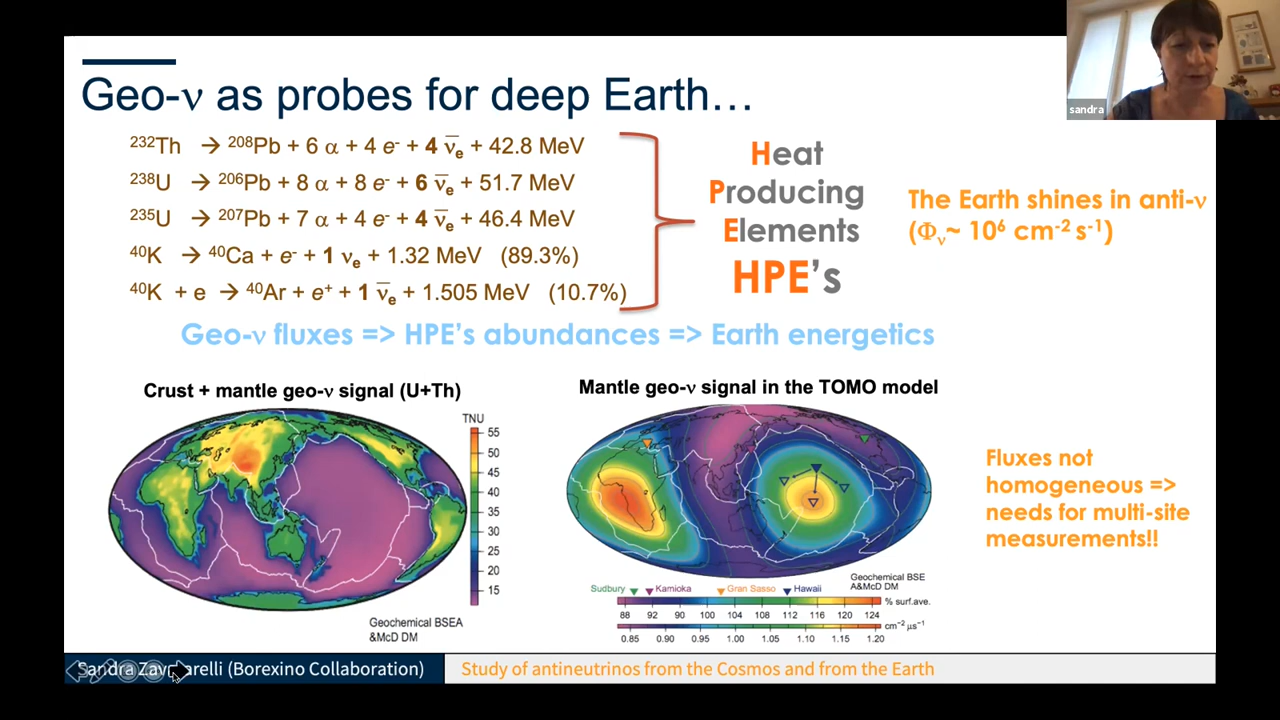 sandra
Geo-ν as probes for deep Earth…
²³²Th → ²⁰⁸Pb + 6 α + 4 e⁻ + 4 ν̅ₑ + 42.8 MeV
²³⁸U → ²⁰⁶Pb + 8 α + 8 e⁻ + 6 ν̅ₑ + 51.7 MeV
²³⁵U → ²⁰⁷Pb + 7 α + 4 e⁻ + 4 ν̅ₑ + 46.4 MeV
⁴⁰K → ⁴⁰Ca + e⁻ + 1 νₑ + 1.32 MeV (89.3%)
⁴⁰K + e → ⁴⁰Ar + e⁺ + 1 ν̅ₑ + 1.505 MeV (10.7%)
Heat
Producing
Elements
HPE's
The Earth shines in anti-ν
(Φν~ 10⁶ cm⁻² s⁻¹)
Geo-ν fluxes => HPE's abundances => Earth energetics
Crust + mantle geo-ν signal (U+Th)
TNU
55
50
45
40
35
30
25
20
15
Geochemical BSEA
&McD DM
Mantle geo-ν signal in the TOMO model
Geochemical BSE
A&McD DM
Sudbury Kamioka Gran Sasso Hawaii
% surf.ave.
88 92 90 100 104 108 112 116 120 124
cm⁻² μs⁻¹
0.85 0.90 0.95 1.00 1.05 1.10 1.15 1.20
Fluxes not
homogeneous =>
needs for multi-site
measurements!!
Sandra (Borexino Collaboration)
Study of antineutrinos from the Cosmos and from the Earth